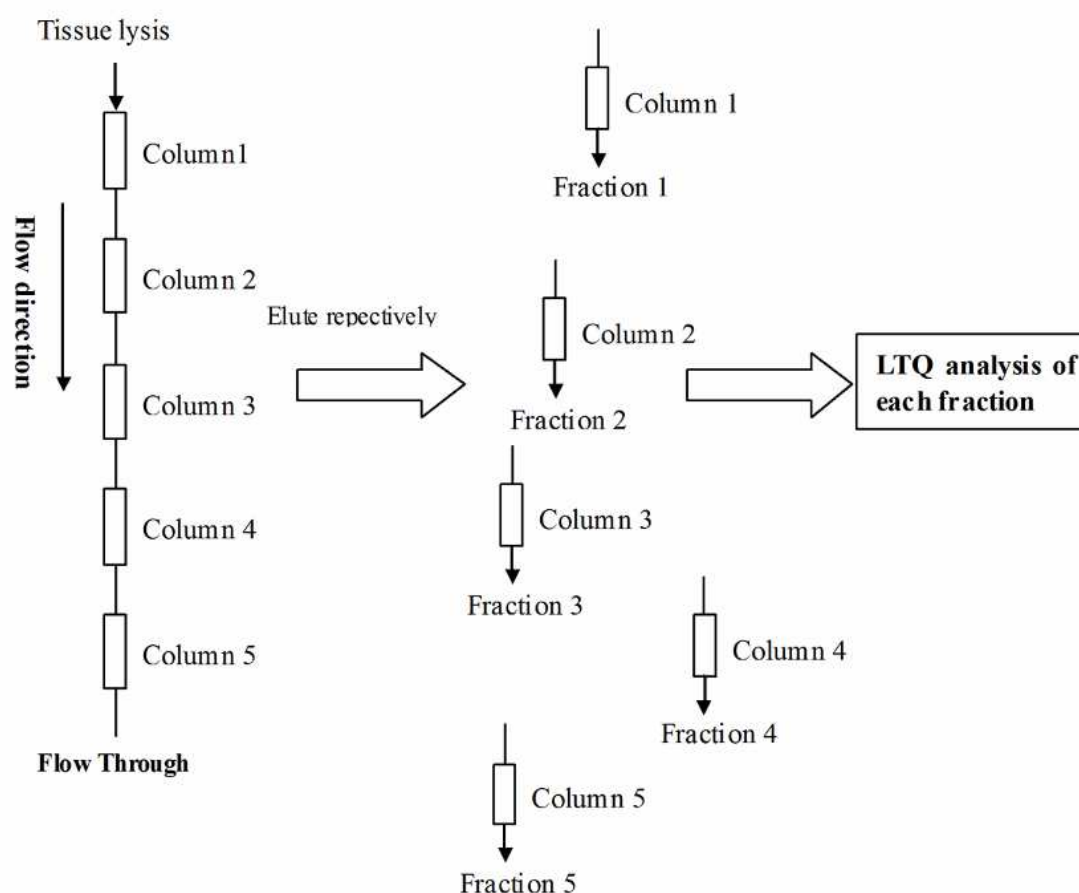 Tissue lysis
Column1
Column 2
Column 3
Column 4
Column 5
Flow direction
Flow Through
Elute repectively
Column 1
Fraction 1
Column 2
Fraction 2
Column 3
Fraction 3
Column 4
Fraction 4
Column 5
Fraction 5
LTQ analysis of
each fraction